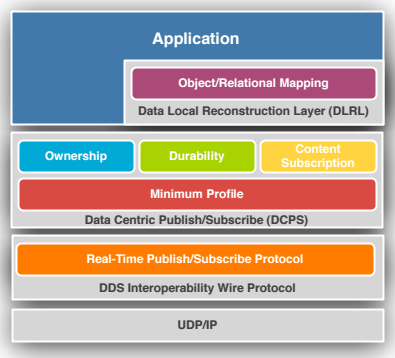 Application
Object/Relational Mapping
Data Local Reconstruction Layer (DLRL)
Ownership
Durability
Content
Subscription
Minimum Profile
Data Centric Publish/Subscribe (DCPS)
Real-Time Publish/Subscribe Protocol
DDS Interoperability Wire Protocol
UDP/IP